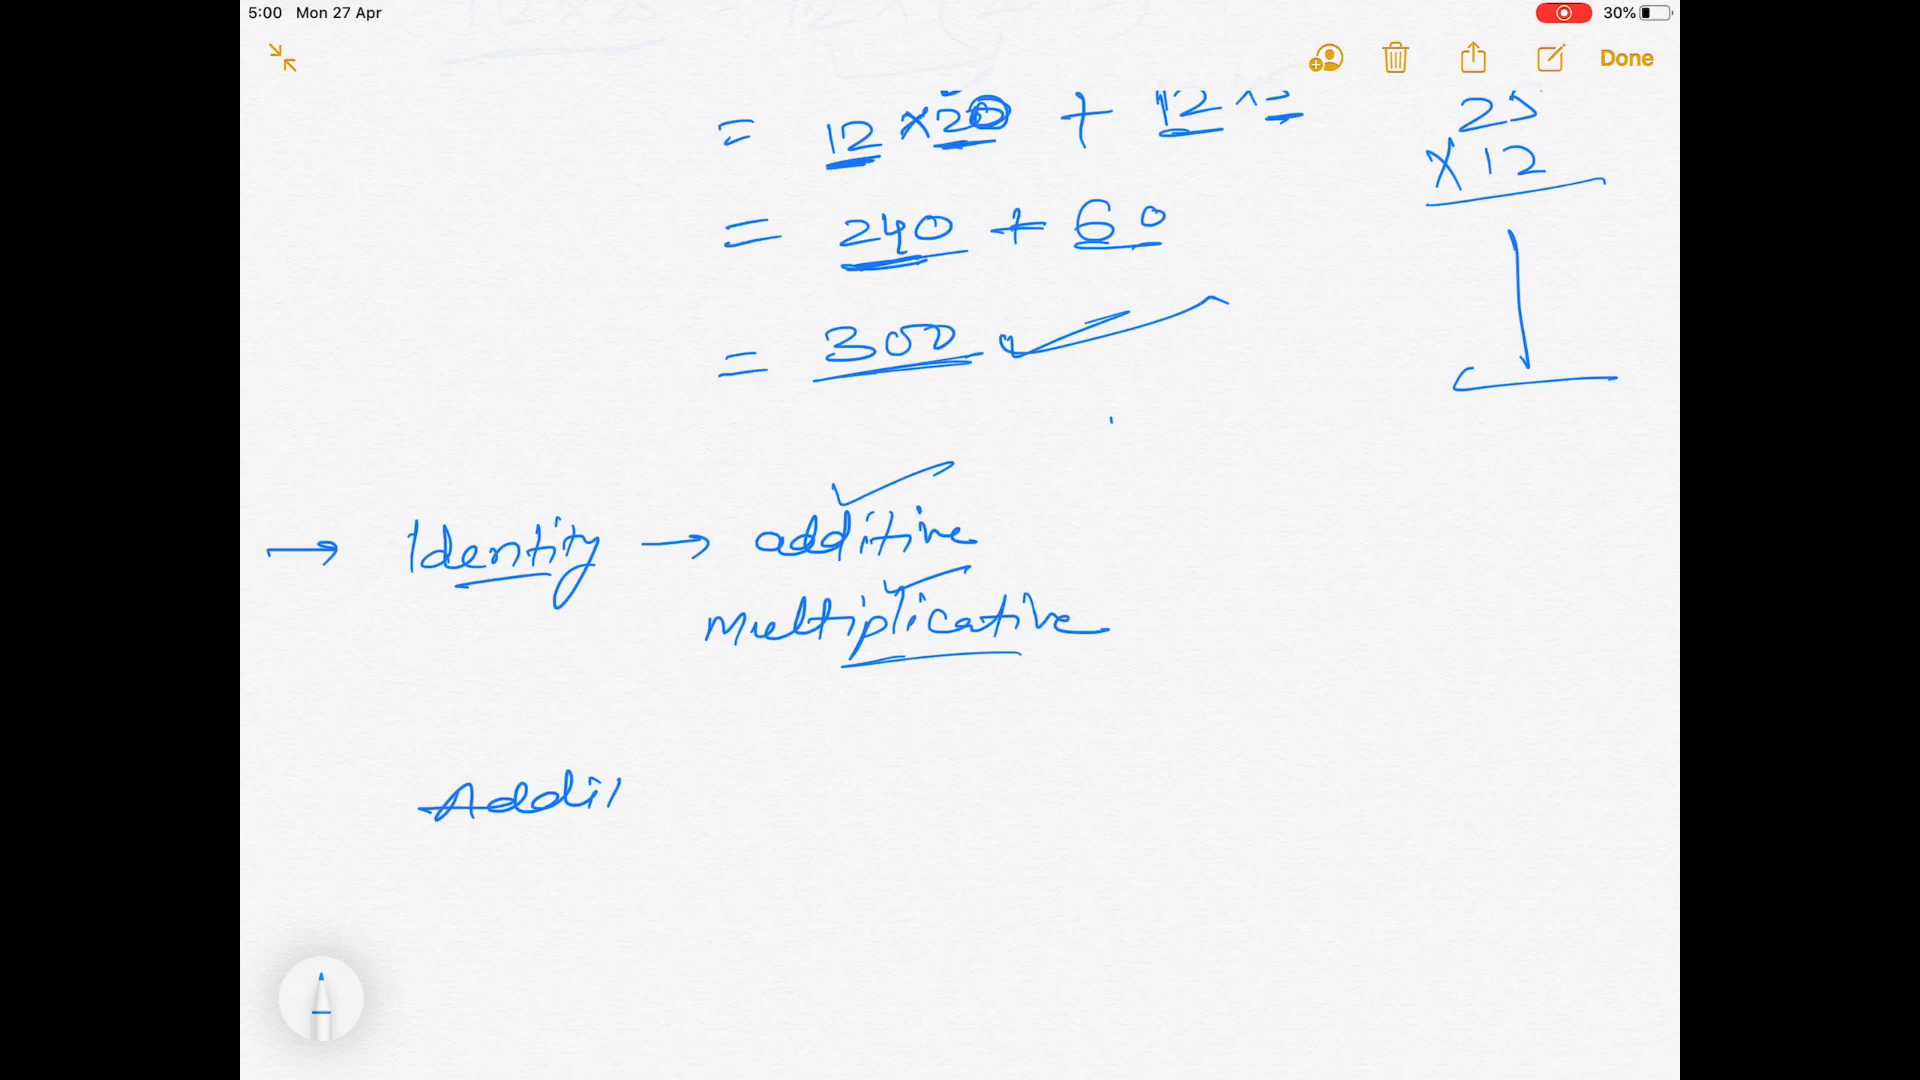 5:00 Mon 27 Apr 30%
Done
= 12 × 20 + 12 × 5
25
× 12
= 240 + 60
= 300
→ Identity → additive
Multiplicative
Addi